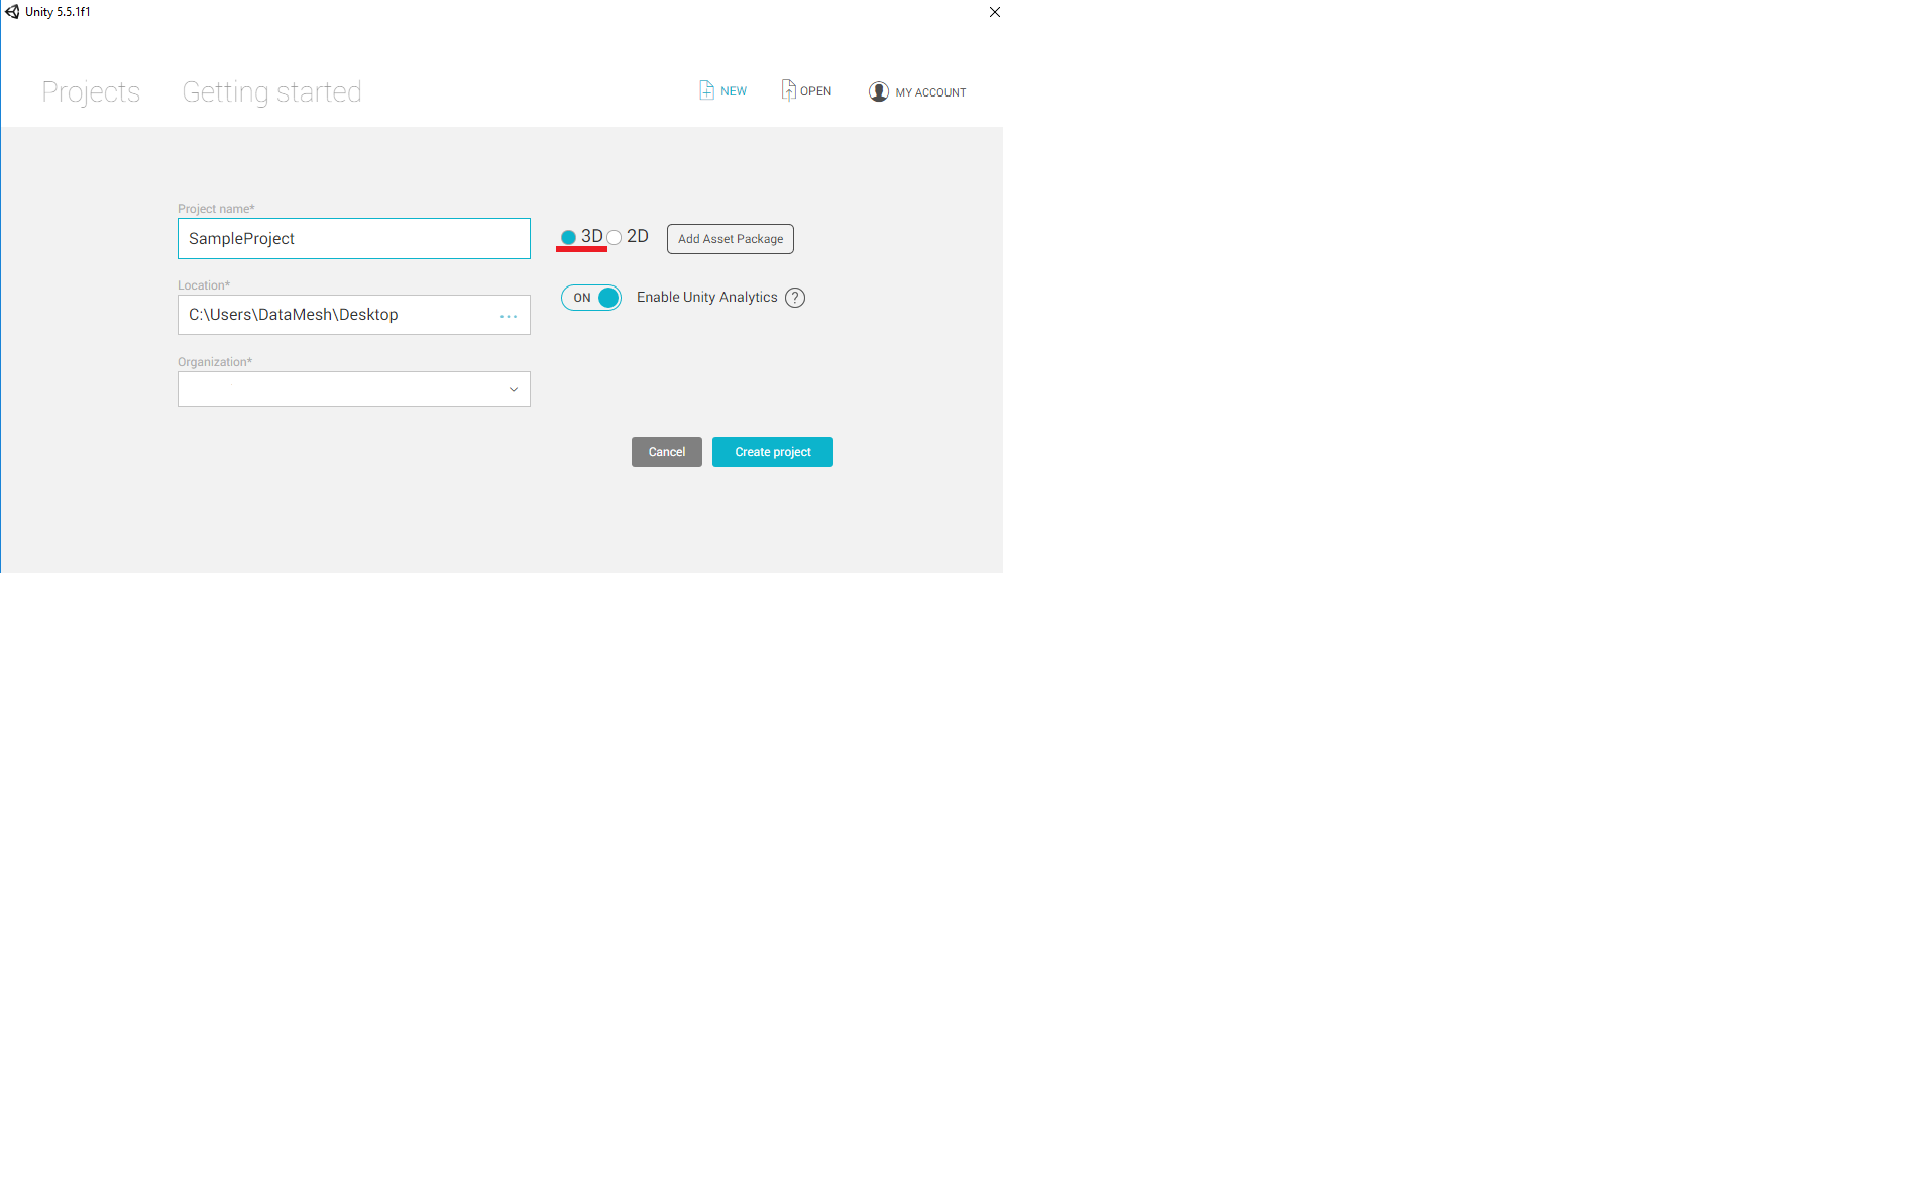 Unity 5.5.1f1
Projects Getting started NEW OPEN MY ACCOUNT
Project name*
SampleProject
3D 2D Add Asset Package
Location*
C:\Users\DataMesh\Desktop ...
ON Enable Unity Analytics ?
Organization*
Cancel Create project